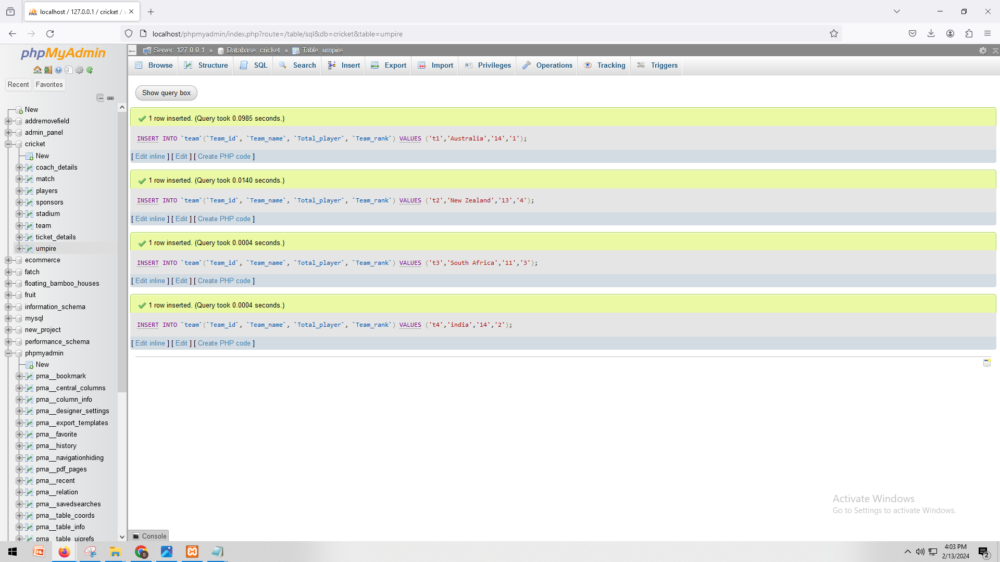 localhost / 127.0.0.1 / cricket / u
localhost/phpmyadmin/index.php?route=/table/sql&db=cricket&table=umpire
phpMyAdmin
Recent Favorites
New
addremovefield
admin_panel
cricket
New
coach_details
match
players
sponsors
stadium
team
ticket_details
umpire
ecommerce
fatch
floating_bamboo_houses
fruit
information_schema
mysql
new_project
performance_schema
phpmyadmin
New
pma__bookmark
pma__central_columns
pma__column_info
pma__designer_settings
pma__export_templates
pma__favorite
pma__history
pma__navigationhiding
pma__pdf_pages
pma__recent
pma__relation
pma__savedsearches
pma__table_coords
pma__table_info
pma__table_uiprefs
Server: 127.0.0.1 » Database: cricket » Table: umpire
Browse Structure SQL Search Insert Export Import Privileges Operations Tracking Triggers
Show query box
1 row inserted. (Query took 0.0985 seconds.)
INSERT INTO `team`(`Team_id`, `Team_name`, `Total_player`, `Team_rank`) VALUES ('t1','Australia','14','1');
[ Edit inline ] [ Edit ] [ Create PHP code ]
1 row inserted. (Query took 0.0140 seconds.)
INSERT INTO `team`(`Team_id`, `Team_name`, `Total_player`, `Team_rank`) VALUES ('t2','New Zealand','13','4');
[ Edit inline ] [ Edit ] [ Create PHP code ]
1 row inserted. (Query took 0.0004 seconds.)
INSERT INTO `team`(`Team_id`, `Team_name`, `Total_player`, `Team_rank`) VALUES ('t3','South Africa','11','3');
[ Edit inline ] [ Edit ] [ Create PHP code ]
1 row inserted. (Query took 0.0004 seconds.)
INSERT INTO `team`(`Team_id`, `Team_name`, `Total_player`, `Team_rank`) VALUES ('t4','india','14','2');
[ Edit inline ] [ Edit ] [ Create PHP code ]
Activate Windows
Go to Settings to activate Windows.
Console
4:03 PM
2/13/2024
2